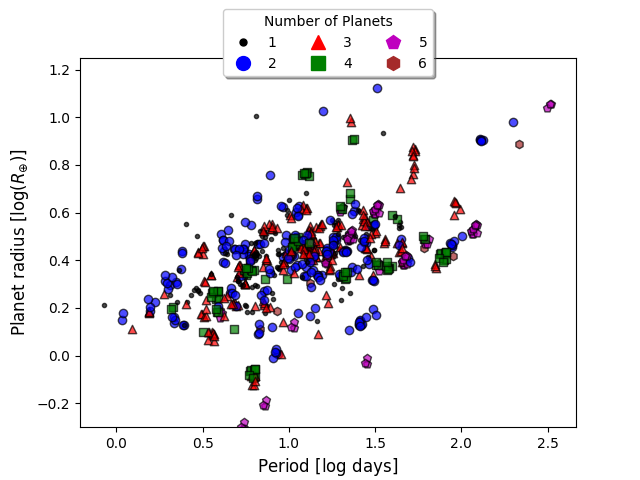 Number of Planets
1 3 5
2 4 6
1.2
1.0
0.8
0.6
0.4
0.2
0.0
−0.2
Planet radius [log(R⊕)]
0.0 0.5 1.0 1.5 2.0 2.5
Period [log days]